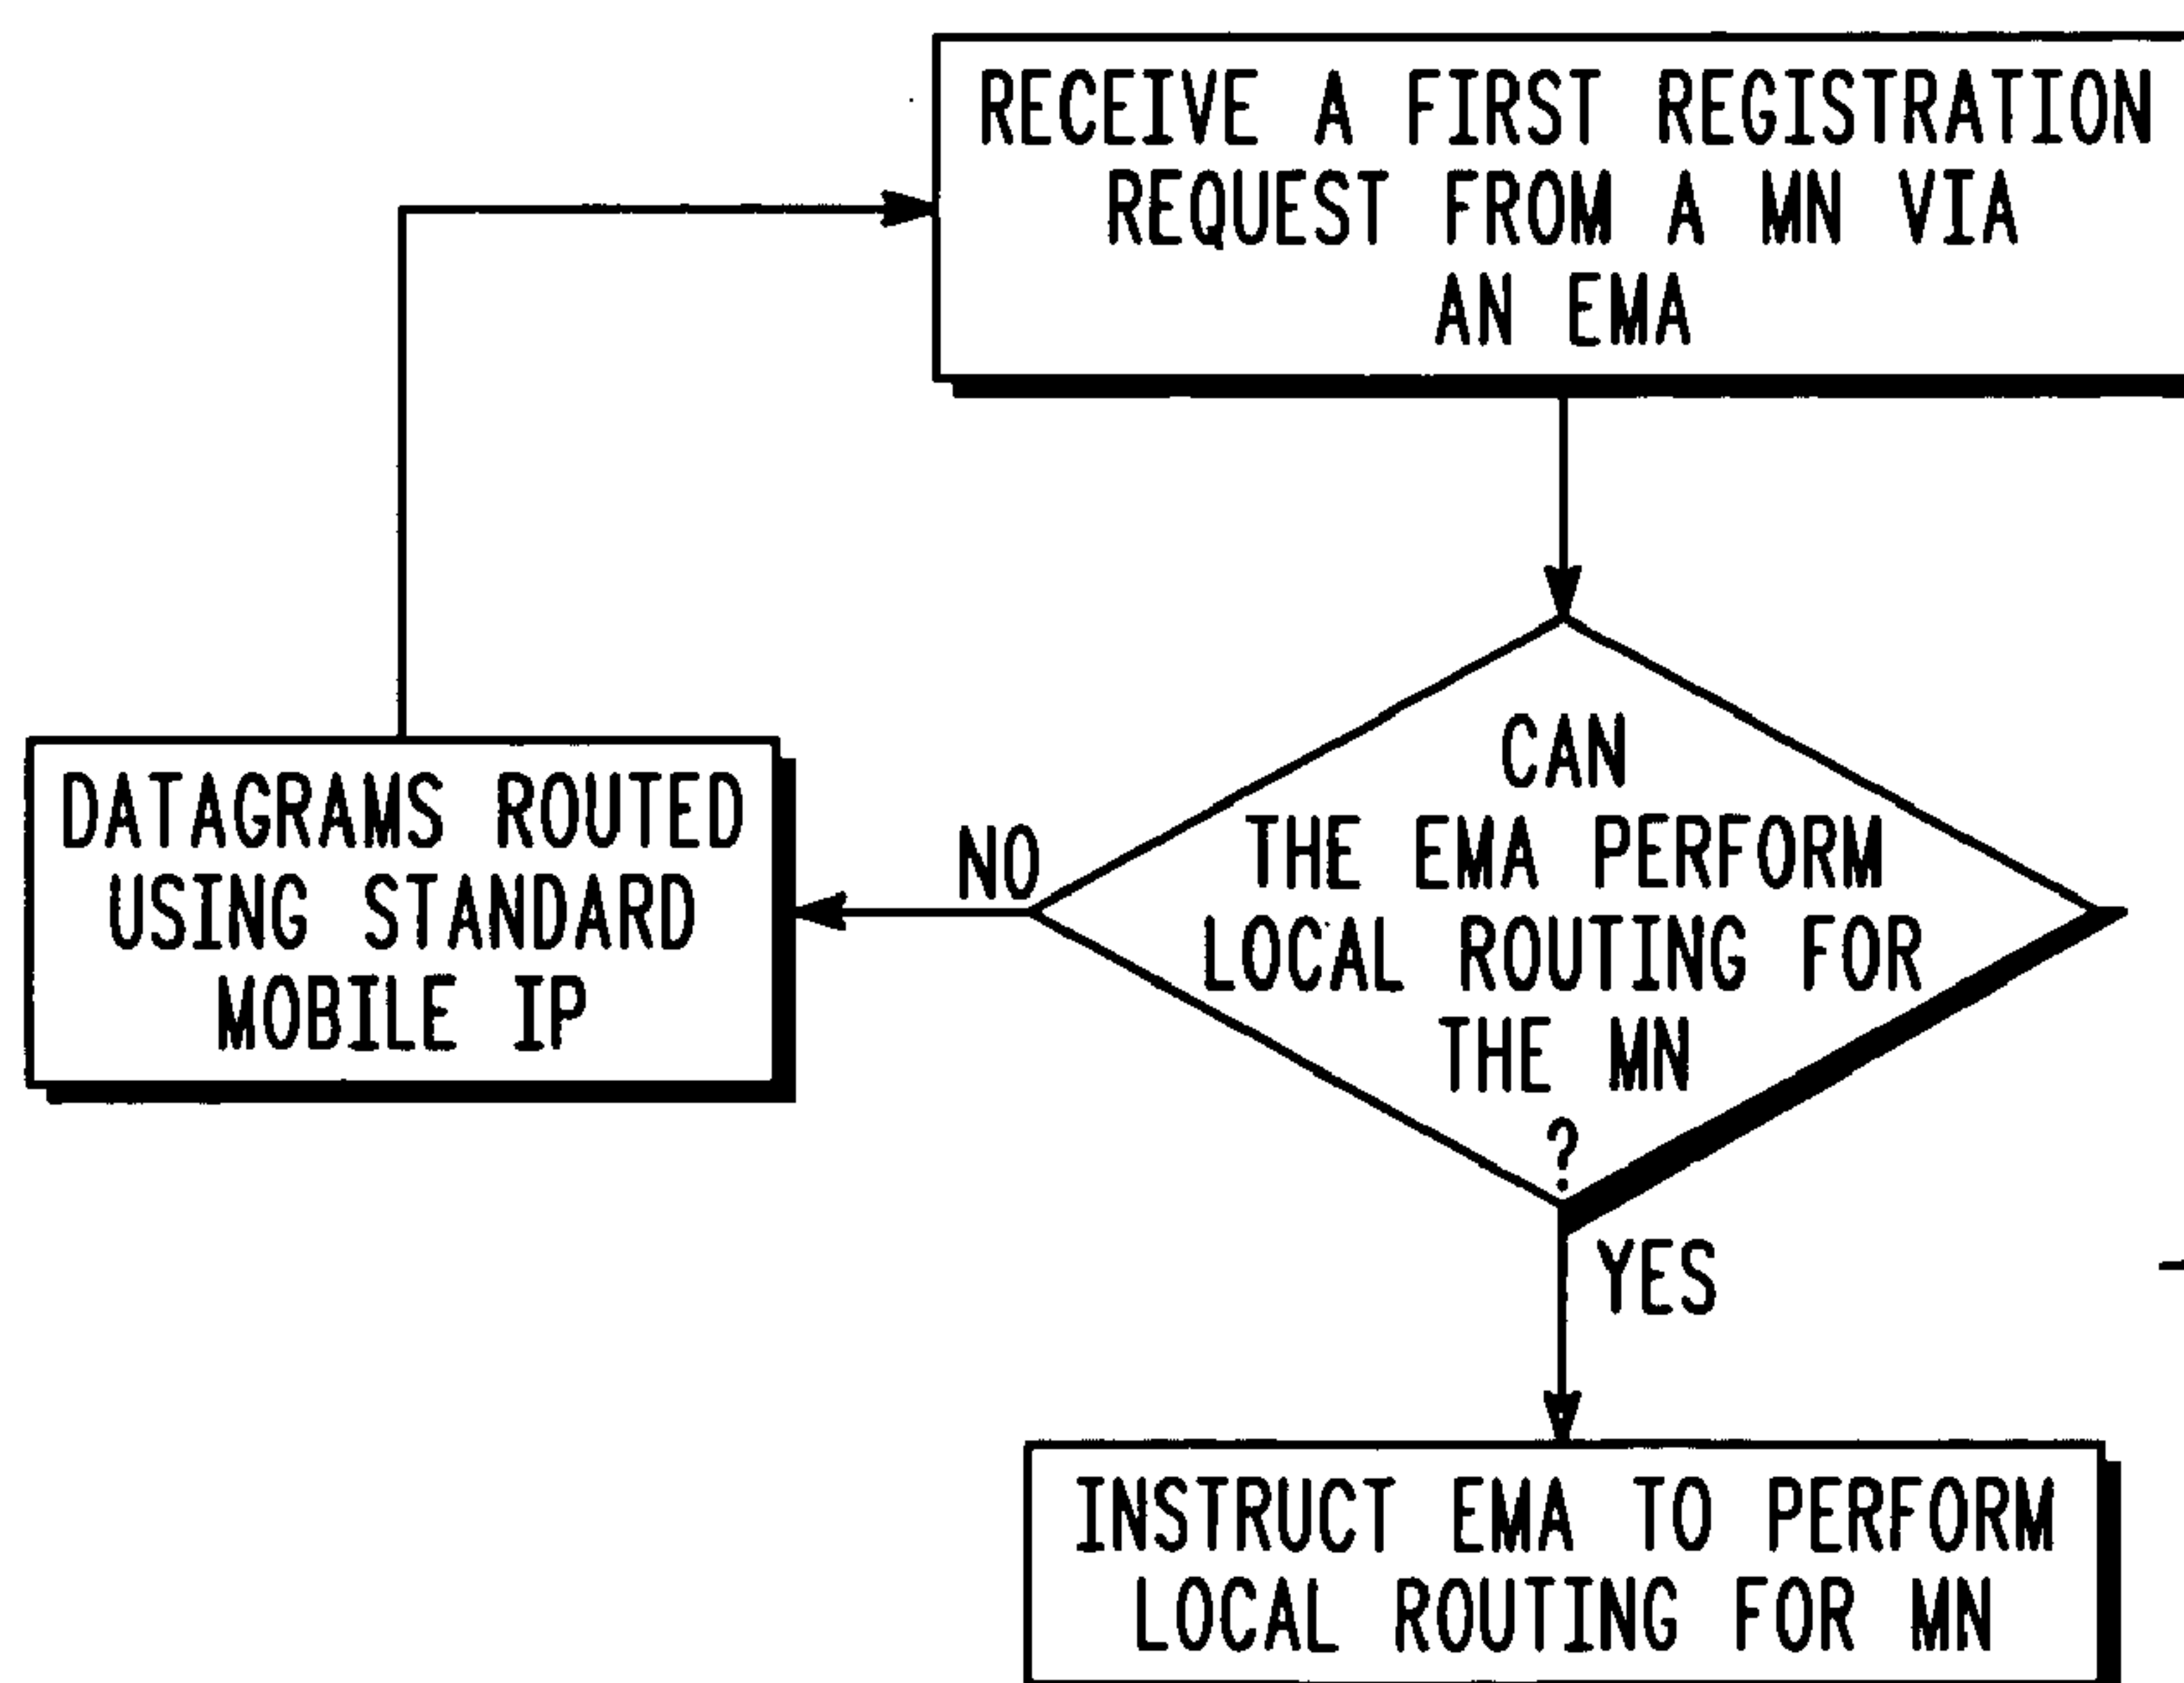 RECEIVE A FIRST REGISTRATION
REQUEST FROM A MN VIA
AN EMA
CAN
THE EMA PERFORM
LOCAL ROUTING FOR
THE MN
?
NO
DATAGRAMS ROUTED
USING STANDARD
MOBILE IP
YES
INSTRUCT EMA TO PERFORM
LOCAL ROUTING FOR MN